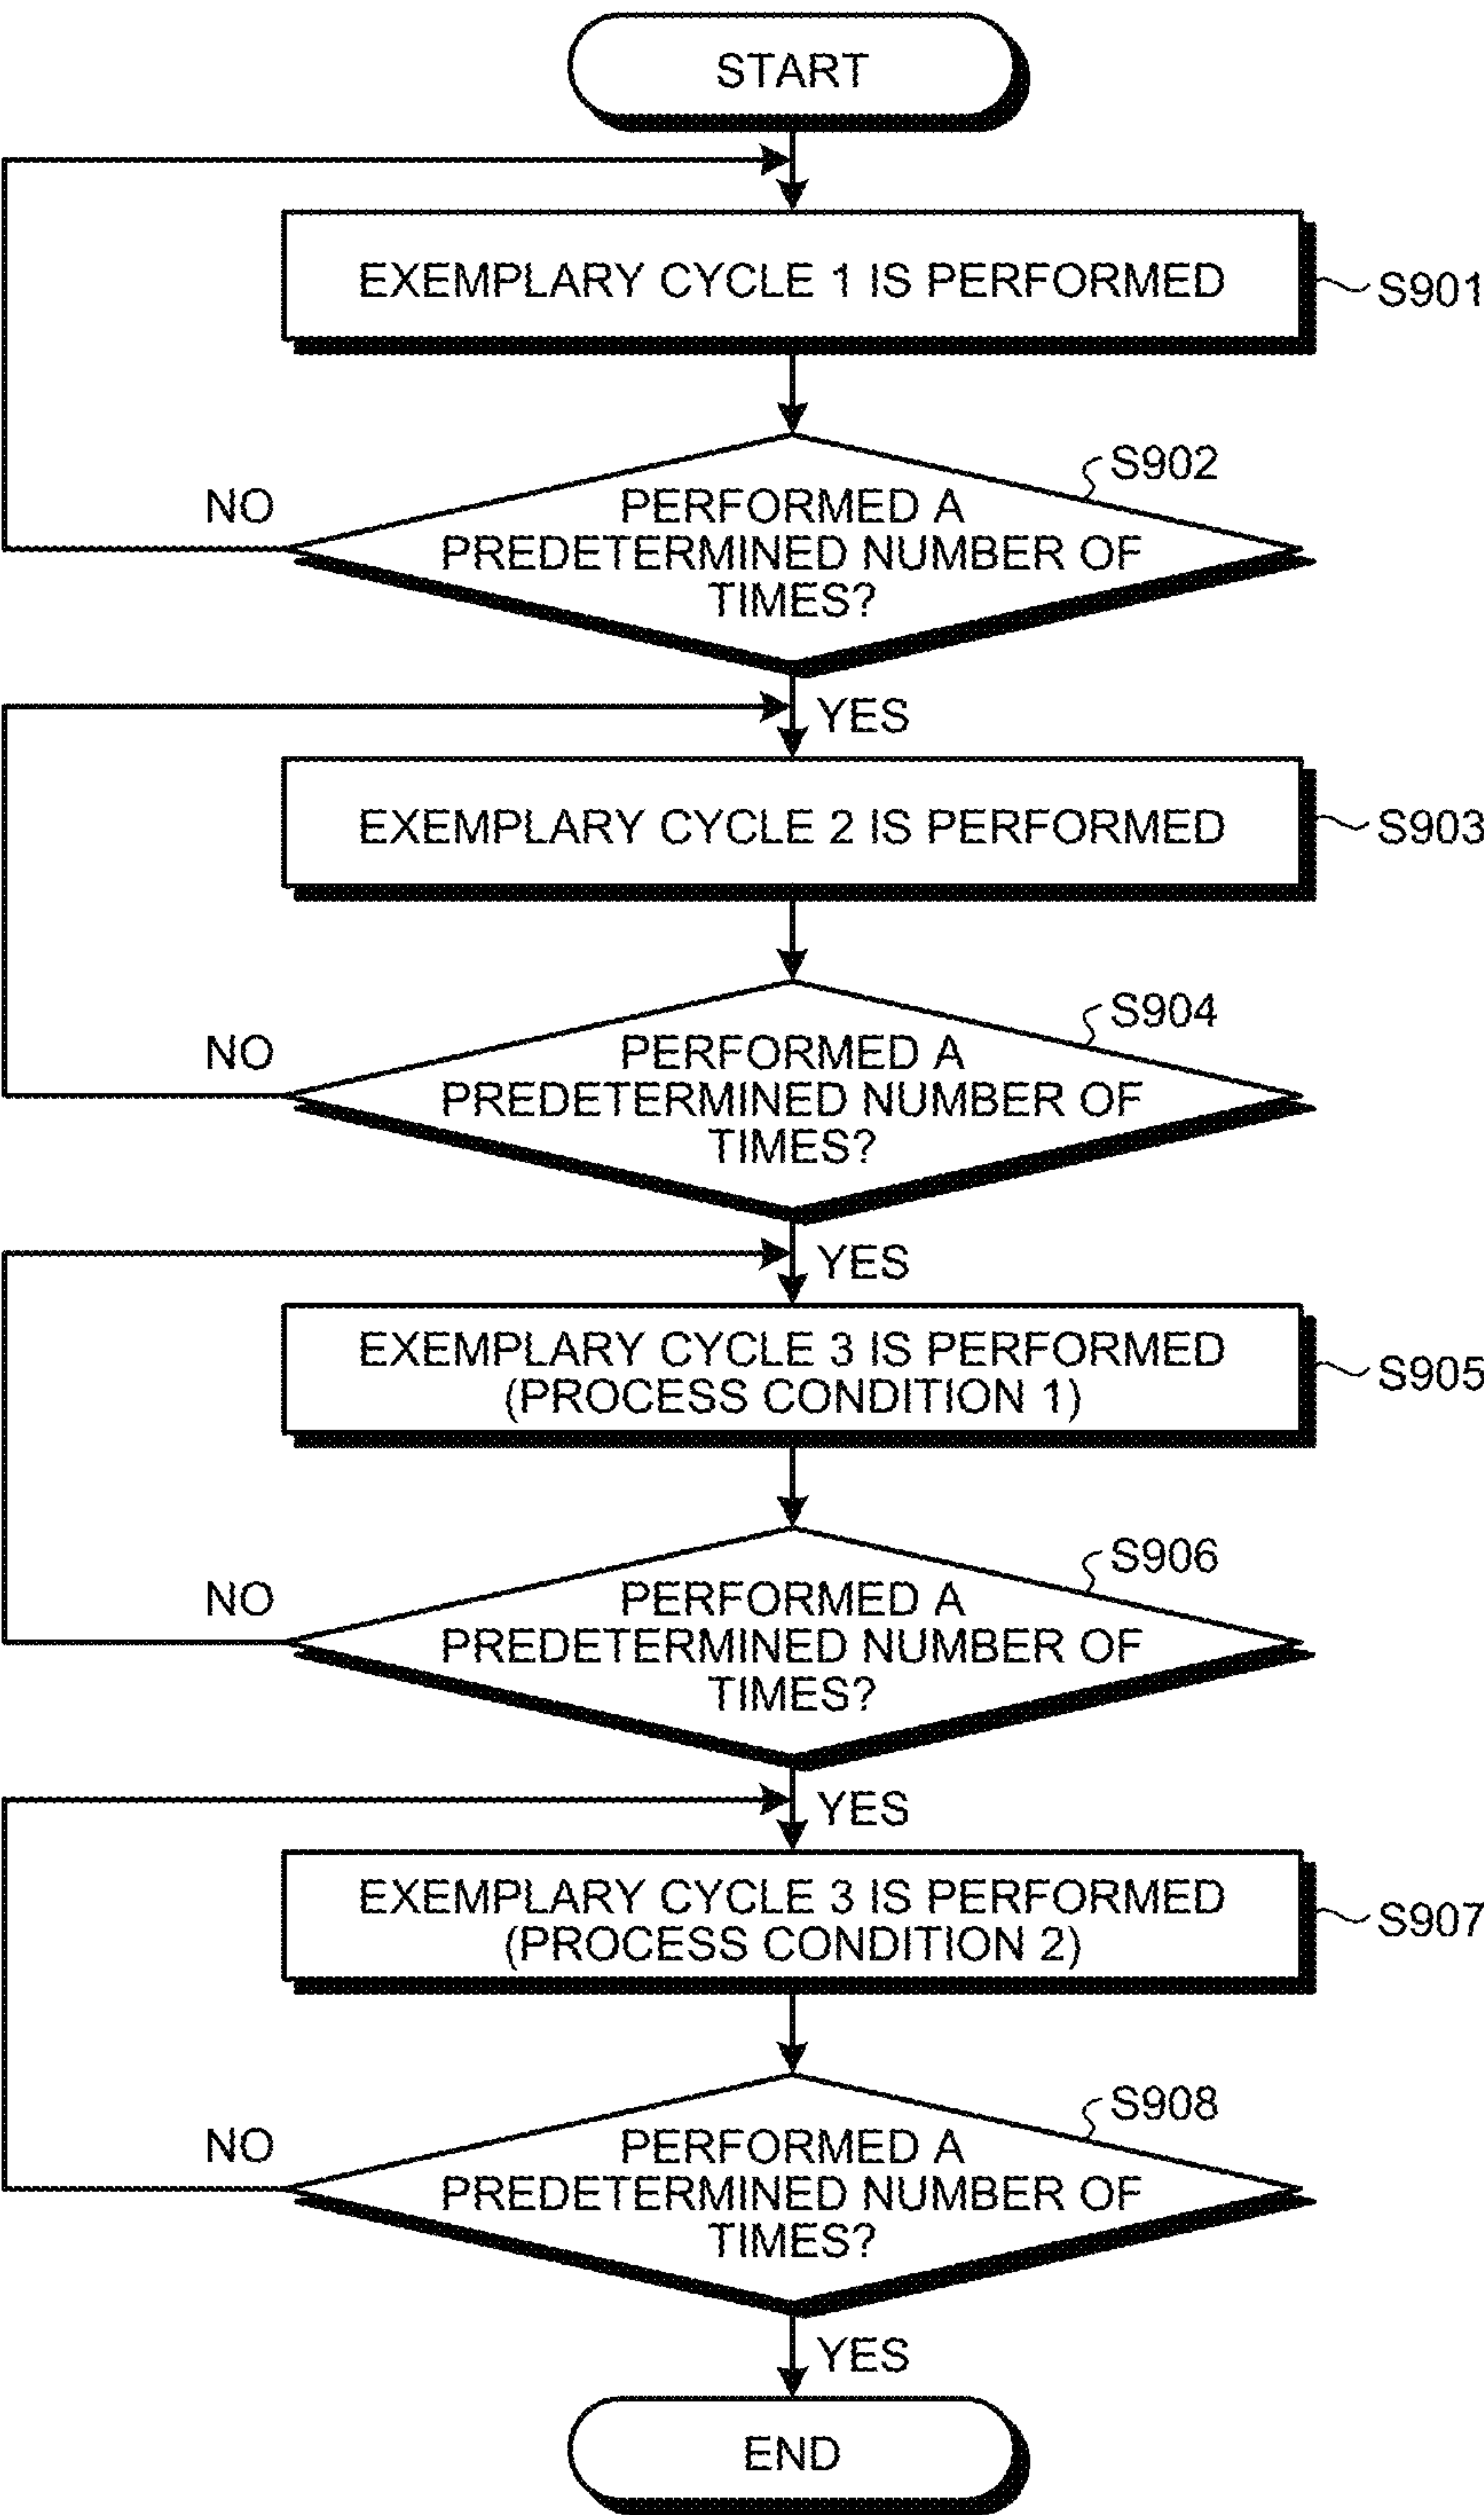 START
EXEMPLARY CYCLE 1 IS PERFORMED
S901
S902
NO
PERFORMED A
PREDETERMINED NUMBER OF
TIMES?
YES
EXEMPLARY CYCLE 2 IS PERFORMED
S903
S904
NO
PERFORMED A
PREDETERMINED NUMBER OF
TIMES?
YES
EXEMPLARY CYCLE 3 IS PERFORMED
(PROCESS CONDITION 1)
S905
S906
NO
PERFORMED A
PREDETERMINED NUMBER OF
TIMES?
YES
EXEMPLARY CYCLE 3 IS PERFORMED
(PROCESS CONDITION 2)
S907
S908
NO
PERFORMED A
PREDETERMINED NUMBER OF
TIMES?
YES
END